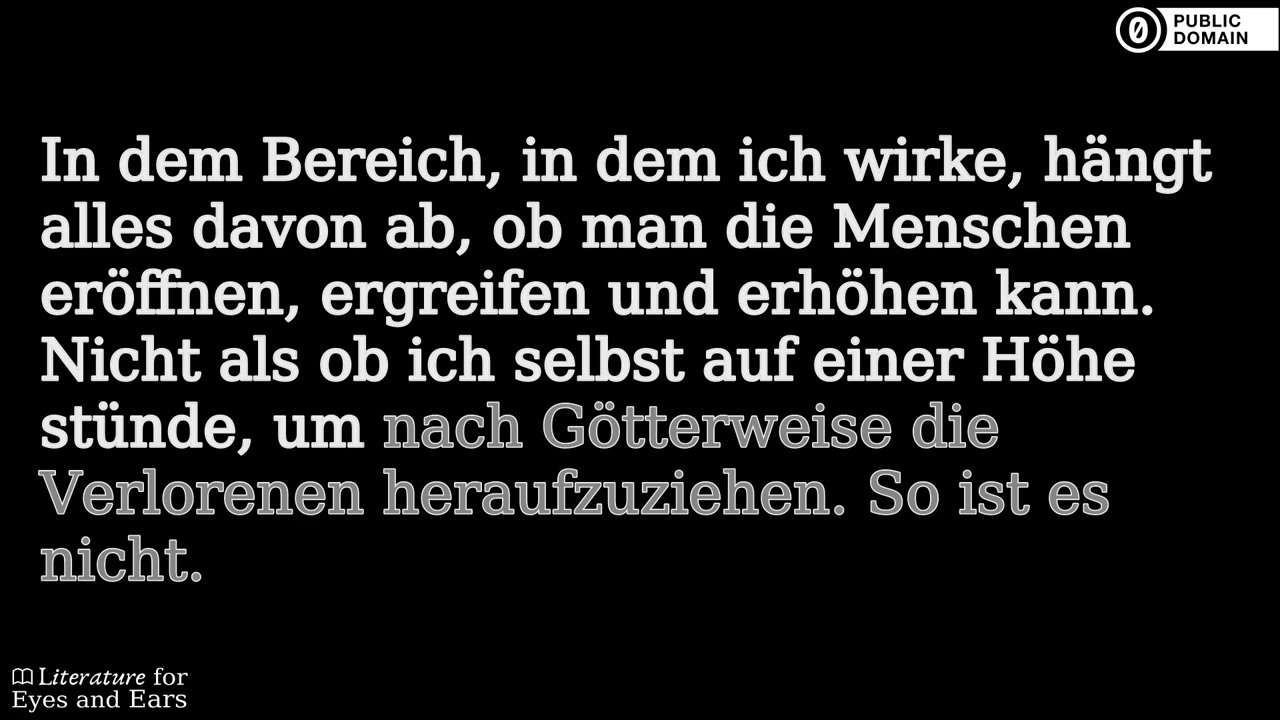 PUBLIC
DOMAIN
In dem Bereich, in dem ich wirke, hängt
alles davon ab, ob man die Menschen
eröffnen, ergreifen und erhöhen kann.
Nicht als ob ich selbst auf einer Höhe
stünde, um nach Götterweise die
Verlorenen heraufzuziehen. So ist es
nicht.
Literature for
Eyes and Ears